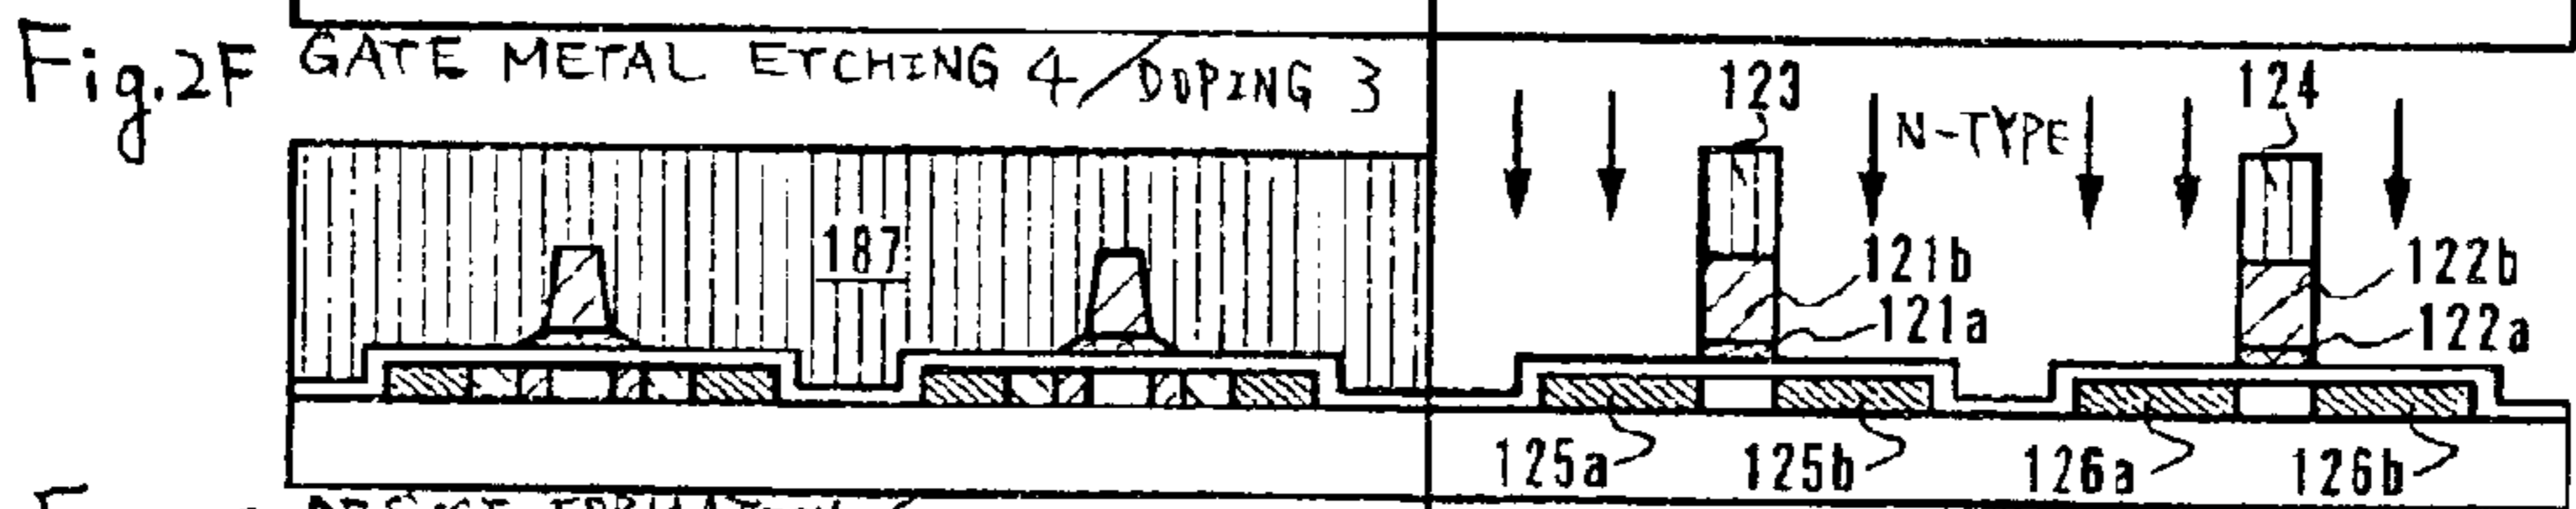 Fig.2F GATE METAL ETCHING 4/DOPING 3
123
124
N-TYPE
187
121b
122b
121a
122a
125a
125b
126a
126b